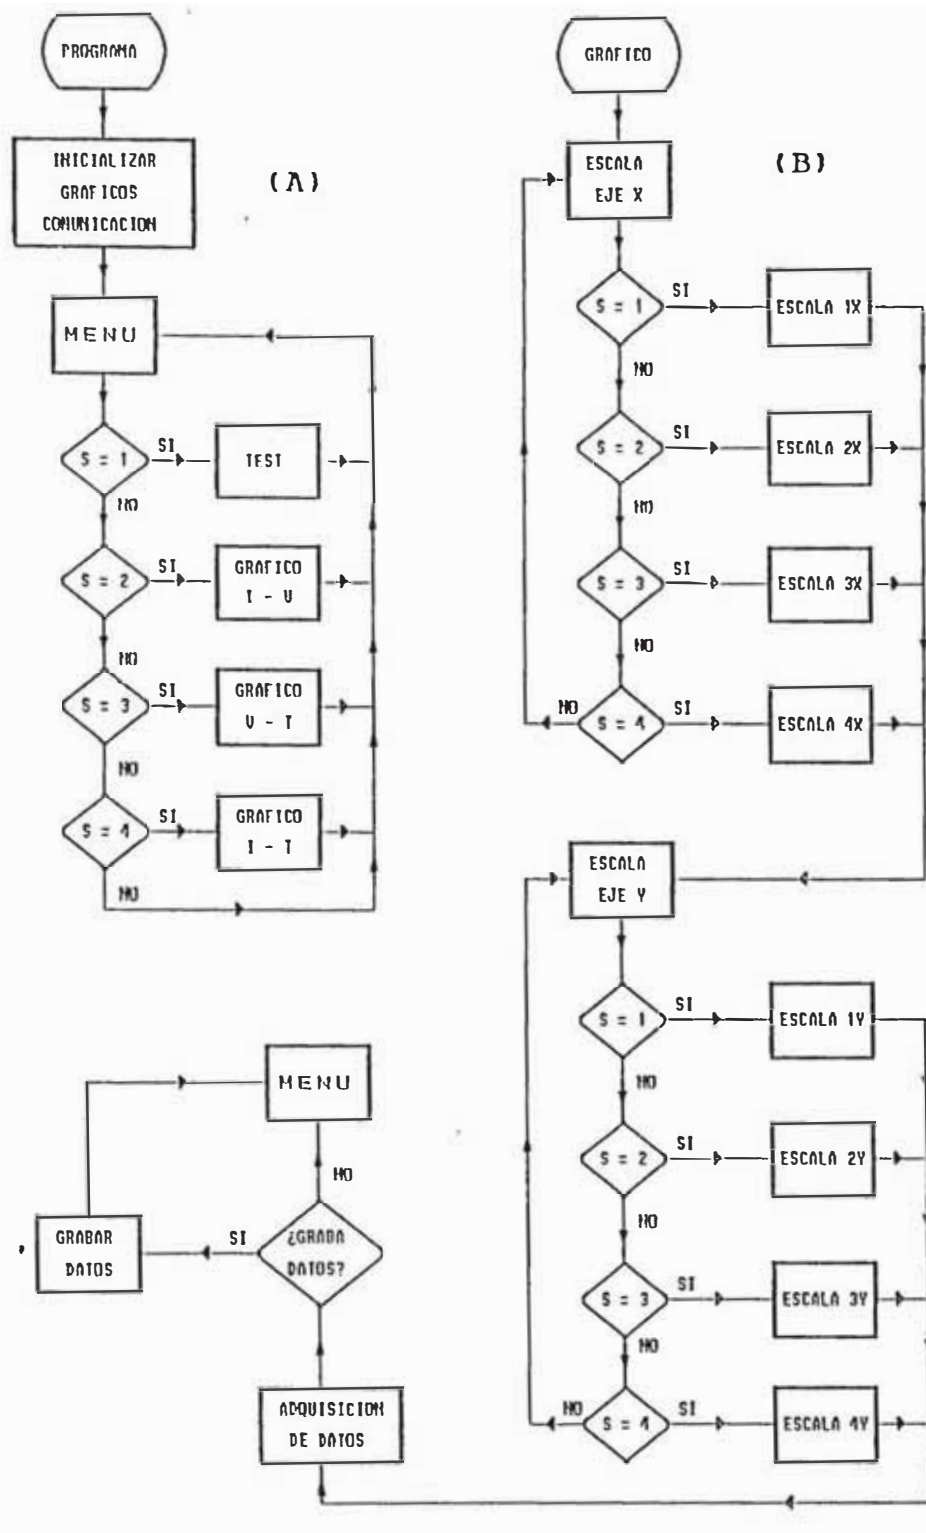 PROGRAMA
INICIALIZAR
GRAFICOS
COMUNICACION
(A)
MENU
S = 1
SI
TEST
NO
S = 2
SI
GRAFICO
I - V
NO
S = 3
SI
GRAFICO
V - T
NO
S = 4
SI
GRAFICO
I - T
NO
GRAFICO
(B)
ESCALA
EJE X
S = 1
SI
ESCALA 1X
NO
S = 2
SI
ESCALA 2X
NO
S = 3
SI
ESCALA 3X
NO
NO
S = 4
SI
ESCALA 4X
ESCALA
EJE Y
S = 1
SI
ESCALA 1Y
NO
S = 2
SI
ESCALA 2Y
NO
S = 3
SI
ESCALA 3Y
NO
NO
S = 4
SI
ESCALA 4Y
ADQUISICION
DE DATOS
¿GRABA
DATOS?
SI
GRABAR
DATOS
NO
MENU